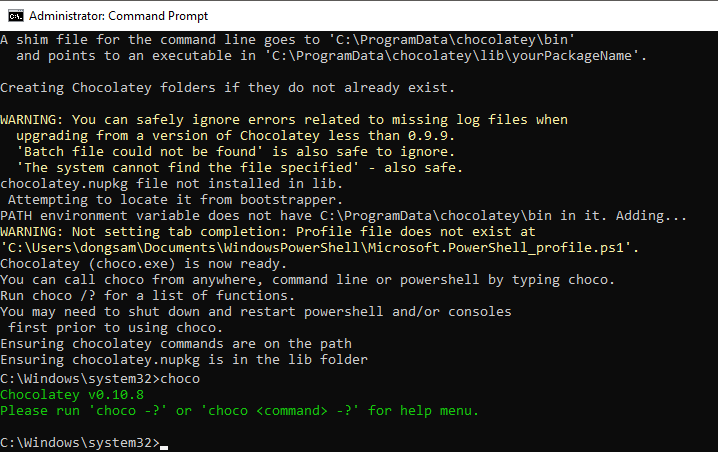 Administrator: Command Prompt
A shim file for the command line goes to 'C:\ProgramData\chocolatey\bin'
and points to an executable in 'C:\ProgramData\chocolatey\lib\yourPackageName'.
Creating Chocolatey folders if they do not already exist.
WARNING: You can safely ignore errors related to missing log files when
upgrading from a version of Chocolatey less than 0.9.9.
'Batch file could not be found' is also safe to ignore.
'The system cannot find the file specified' - also safe.
chocolatey.nupkg file not installed in lib.
Attempting to locate it from bootstrapper.
PATH environment variable does not have C:\ProgramData\chocolatey\bin in it. Adding...
WARNING: Not setting tab completion: Profile file does not exist at
'C:\Users\dongsam\Documents\WindowsPowerShell\Microsoft.PowerShell_profile.ps1'.
Chocolatey (choco.exe) is now ready.
You can call choco from anywhere, command line or powershell by typing choco.
Run choco /? for a list of functions.
You may need to shut down and restart powershell and/or consoles
first prior to using choco.
Ensuring chocolatey commands are on the path
Ensuring chocolatey.nupkg is in the lib folder
C:\Windows\system32>choco
Chocolatey v0.10.8
Please run 'choco -?' or 'choco <command> -?' for help menu.
C:\Windows\system32>